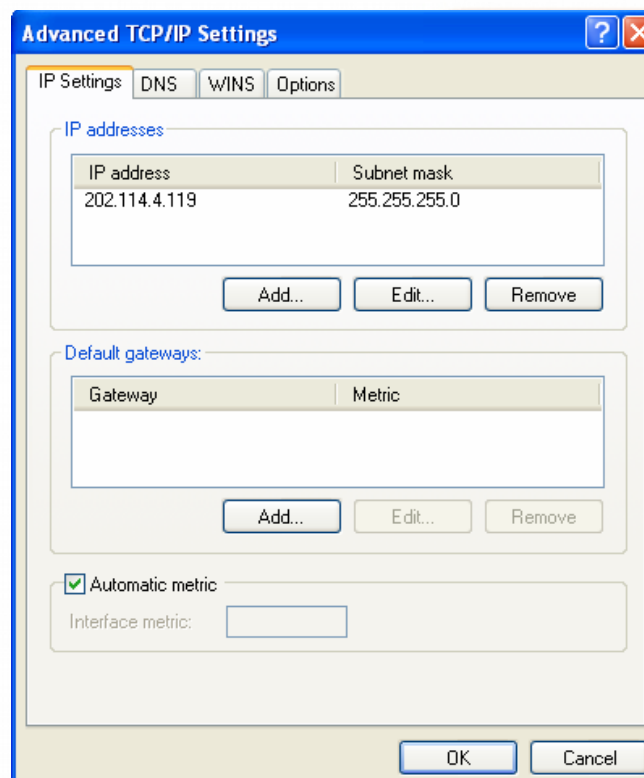 Advanced TCP/IP Settings
IP Settings DNS WINS Options
IP addresses
IP address Subnet mask
202.114.4.119 255.255.255.0
Add... Edit... Remove
Default gateways:
Gateway Metric
Add... Edit... Remove
Automatic metric
Interface metric:
OK Cancel